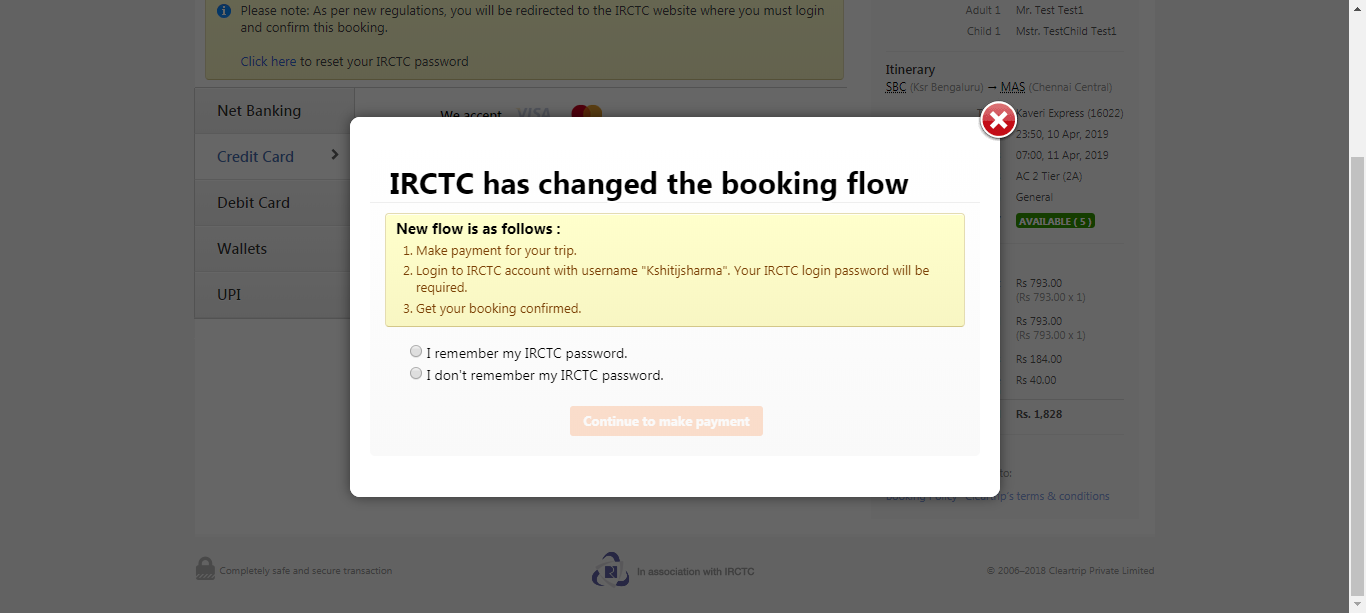 Please note: As per new regulations, you will be redirected to the IRCTC website where you must login
and confirm this booking.
Click here to reset your IRCTC password
Net Banking
Credit Card
Debit Card
Wallets
UPI
We accept
VISA
Adult 1 Mr. Test Test1
Child 1 Mstr. TestChild Test1
Itinerary
SBC (Ksr Bengaluru) → MAS (Chennai Central)
Kaveri Express (16022)
23:50, 10 Apr, 2019
07:00, 11 Apr, 2019
AC 2 Tier (2A)
General
AVAILABLE ( 5 )
Rs 793.00
(Rs 793.00 x 1)
Rs 793.00
(Rs 793.00 x 1)
Rs 184.00
Rs 40.00
Rs. 1,828
to:
Booking Policy Cleartrip's terms & conditions
IRCTC has changed the booking flow
New flow is as follows :
1. Make payment for your trip.
2. Login to IRCTC account with username "Kshitijsharma". Your IRCTC login password will be
required.
3. Get your booking confirmed.
I remember my IRCTC password.
I don't remember my IRCTC password.
Continue to make payment
Completely safe and secure transaction
In association with IRCTC
© 2006–2018 Cleartrip Private Limited